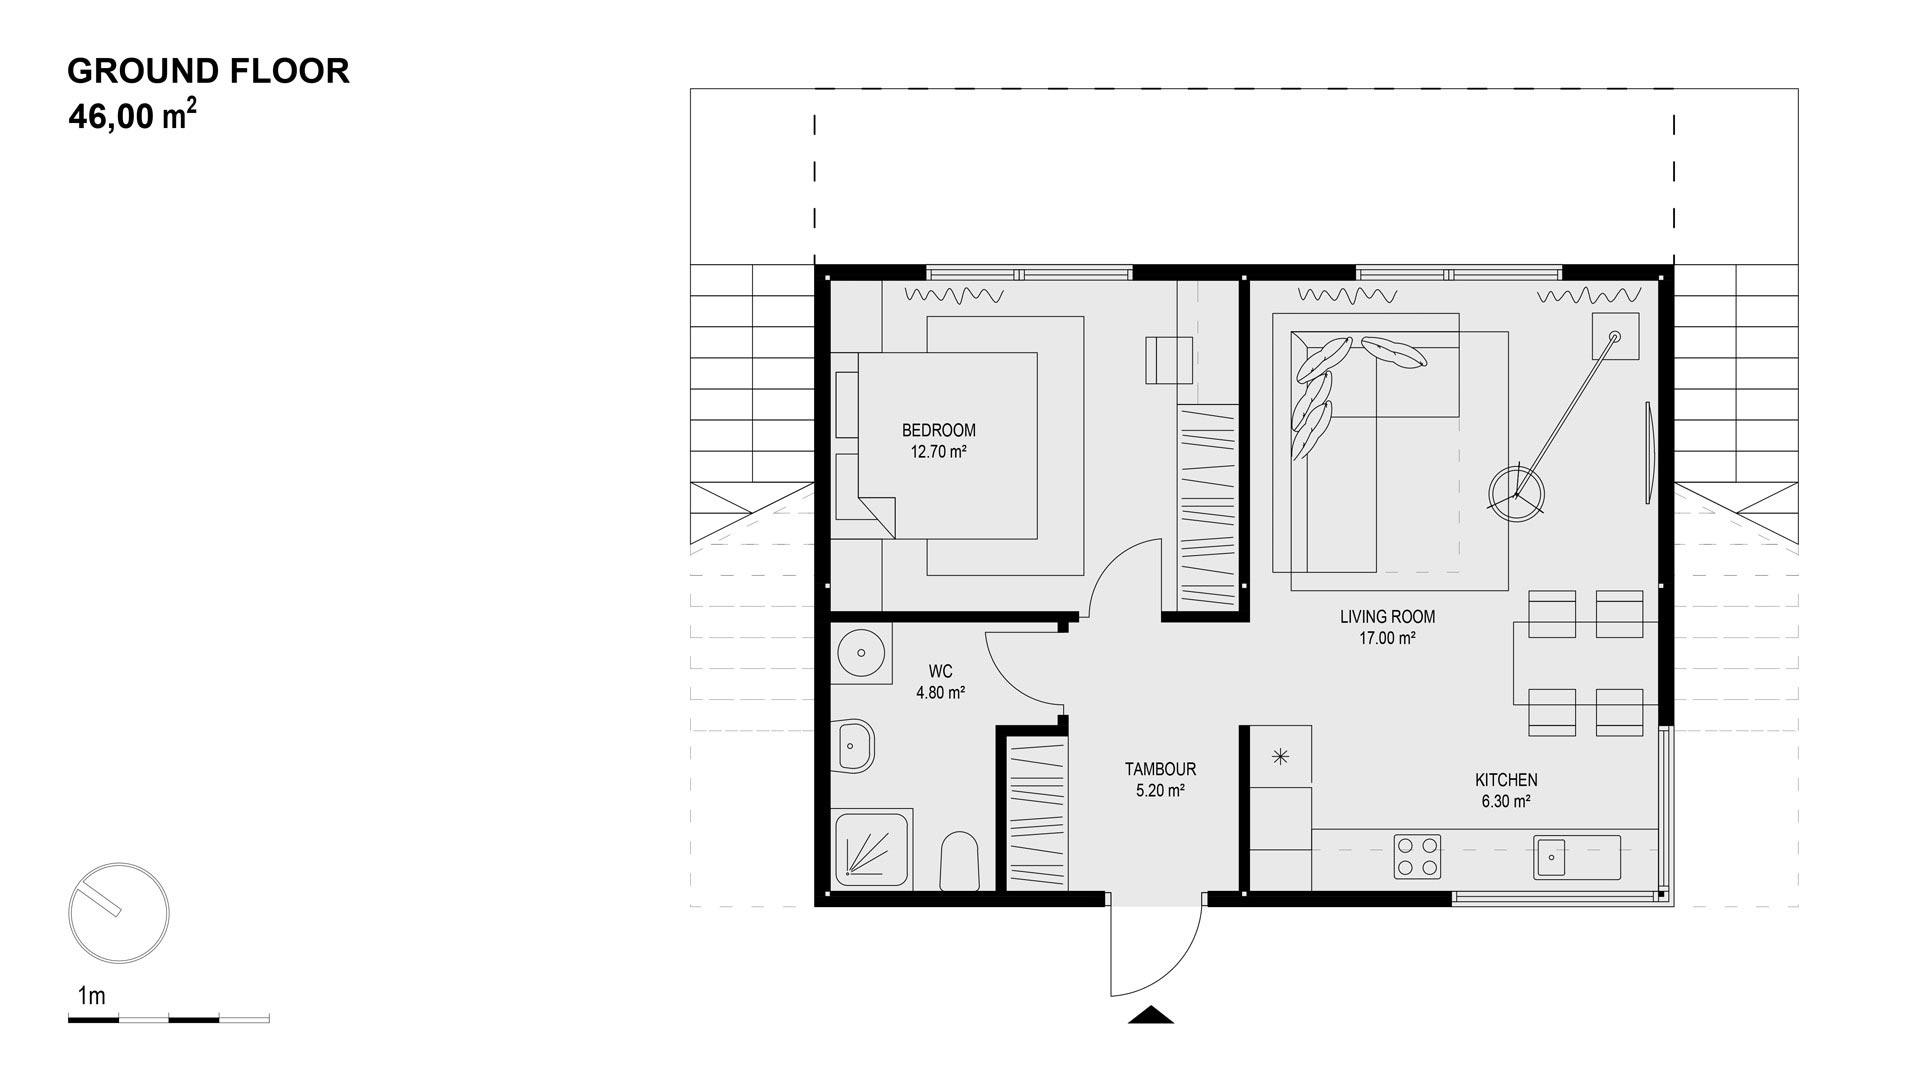 GROUND FLOOR
46,00 m²
BEDROOM
12.70 m²
LIVING ROOM
17.00 m²
WC
4.80 m²
TAMBOUR
5.20 m²
KITCHEN
6.30 m²
1m